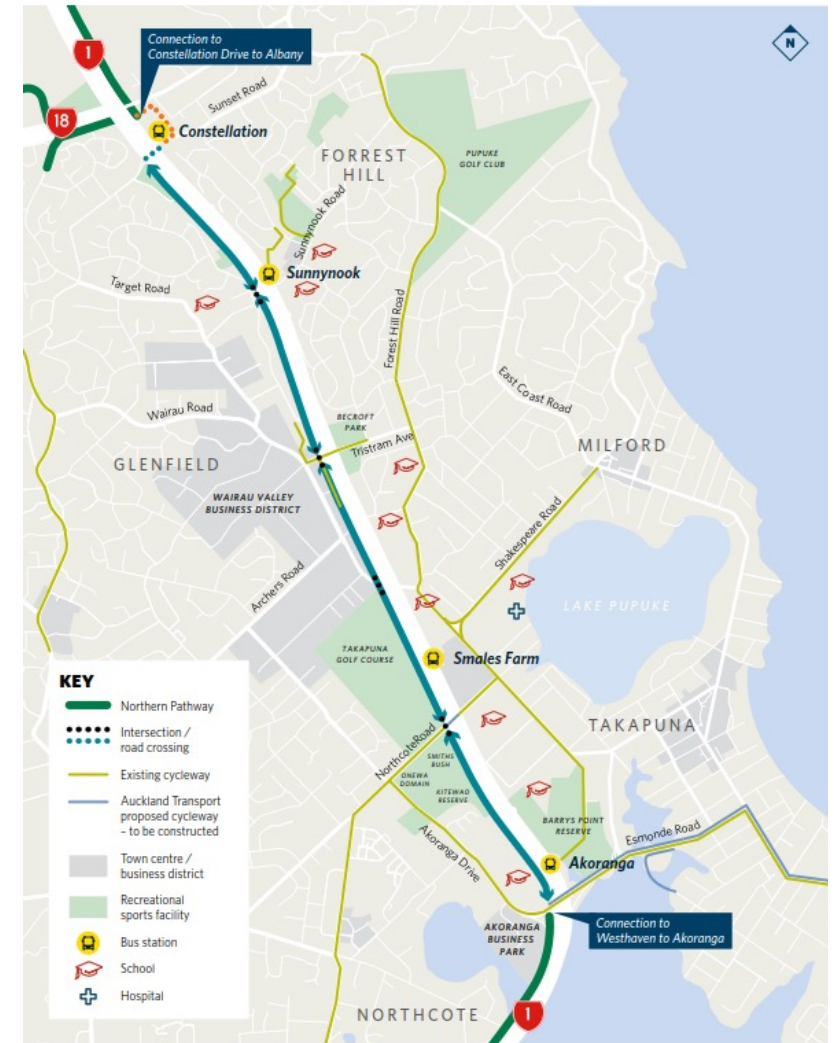 Connection to
Constellation Drive to Albany
N
1
18
Sunset Road
Constellation
FORREST
HILL
PUPUKE
GOLF CLUB
Sunnynook Road
Sunnynook
Target Road
Forest Hill Road
East Coast Road
Wairau Road
BECROFT
PARK
Tristram Ave
GLENFIELD
MILFORD
WAIRAU VALLEY
BUSINESS DISTRICT
Shakespeare Road
Archers Road
LAKE PUPUKE
TAKAPUNA
GOLF COURSE
Smales Farm
TAKAPUNA
NorthcoteRoad
SMITHS
BUSH
ONEWA
DOMAIN
KITEWAO
RESERVE
BARRYS POINT
RESERVE
Esmonde Road
Akoranga Drive
Akoranga
AKORANGA
BUSINESS
PARK
Connection to
Westhaven to Akoranga
NORTHCOTE
1
KEY
Northern Pathway
Intersection /
road crossing
Existing cycleway
Auckland Transport
proposed cycleway
– to be constructed
Town centre /
business district
Recreational
sports facility
Bus station
School
Hospital